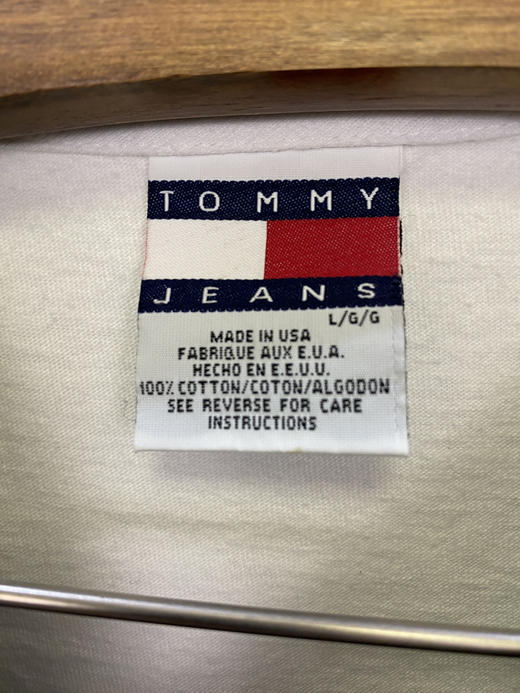 TOMMY
JEANS
L/G/G
MADE IN USA
FABRIQUE AUX E.U.A.
HECHO EN E.E.U.U.
100% COTTON/COTON/ALGODON
SEE REVERSE FOR CARE
INSTRUCTIONS